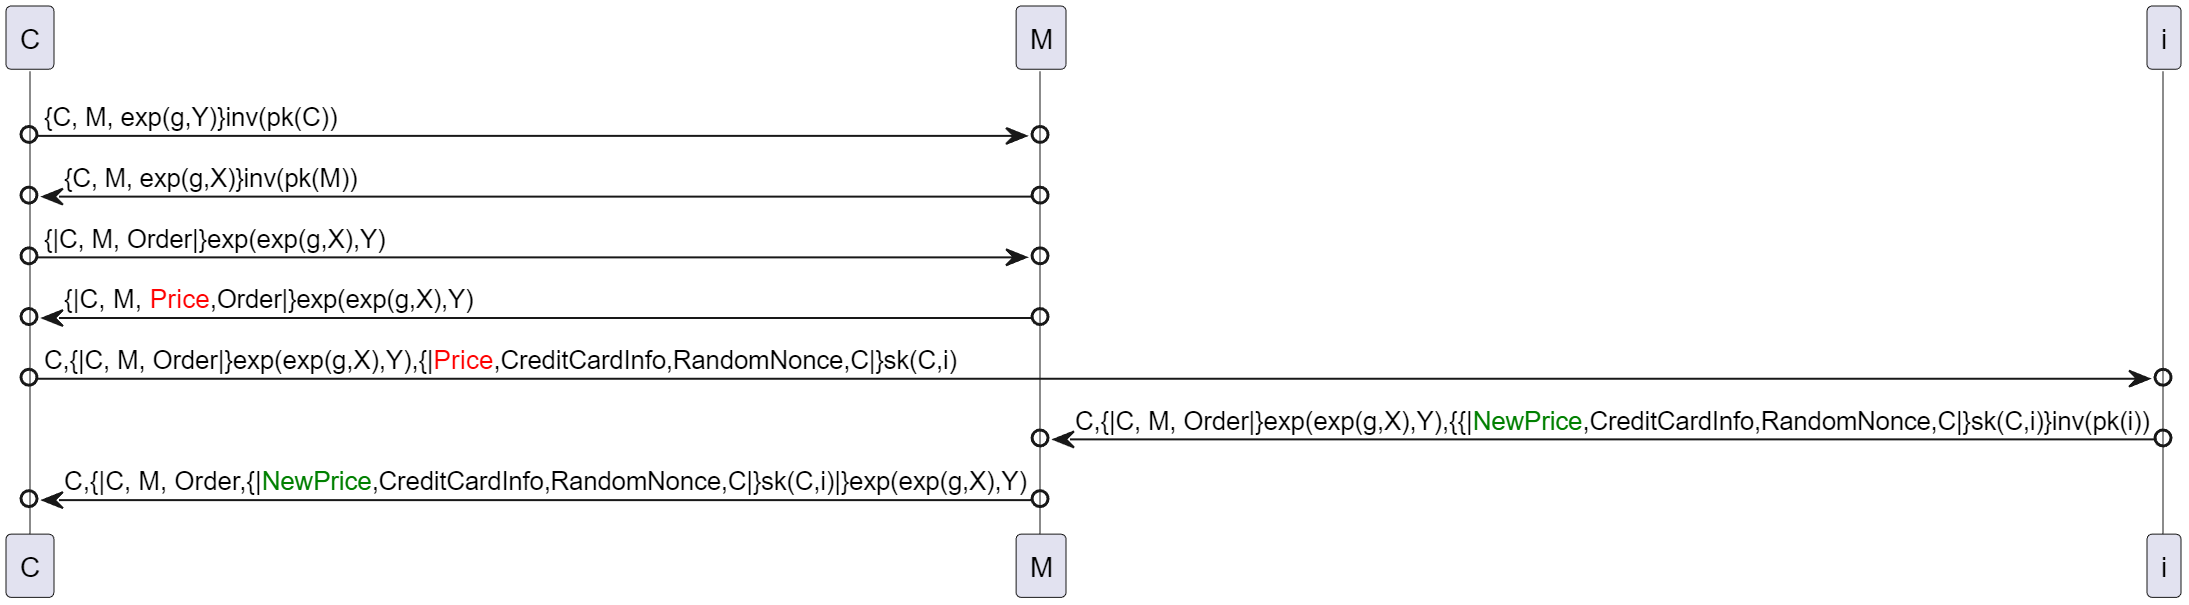 C M i
{C, M, exp(g,Y)}inv(pk(C))
{C, M, exp(g,X)}inv(pk(M))
{|C, M, Order|}exp(exp(g,X),Y)
{|C, M, Price,Order|}exp(exp(g,X),Y)
C,{|C, M, Order|}exp(exp(g,X),Y),{|Price,CreditCardInfo,RandomNonce,C|}sk(C,i)
C,{|C, M, Order|}exp(exp(g,X),Y),{{|NewPrice,CreditCardInfo,RandomNonce,C|}sk(C,i)}inv(pk(i))
C,{|C, M, Order,{|NewPrice,CreditCardInfo,RandomNonce,C|}sk(C,i)|}exp(exp(g,X),Y)
C M i